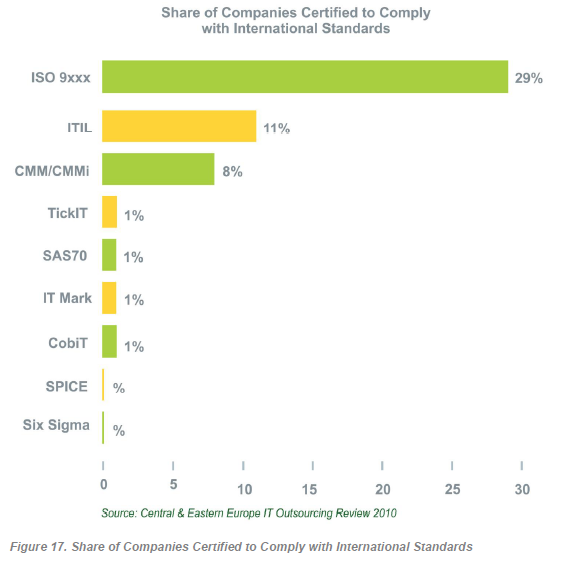 Share of Companies Certified to Comply
with International Standards
ISO 9xxx 29%
ITIL 11%
CMM/CMMi 8%
TickIT 1%
SAS70 1%
IT Mark 1%
CobiT 1%
SPICE %
Six Sigma %
0 5 10 15 20 25 30
Source: Central & Eastern Europe IT Outsourcing Review 2010
Figure 17. Share of Companies Certified to Comply with International Standards